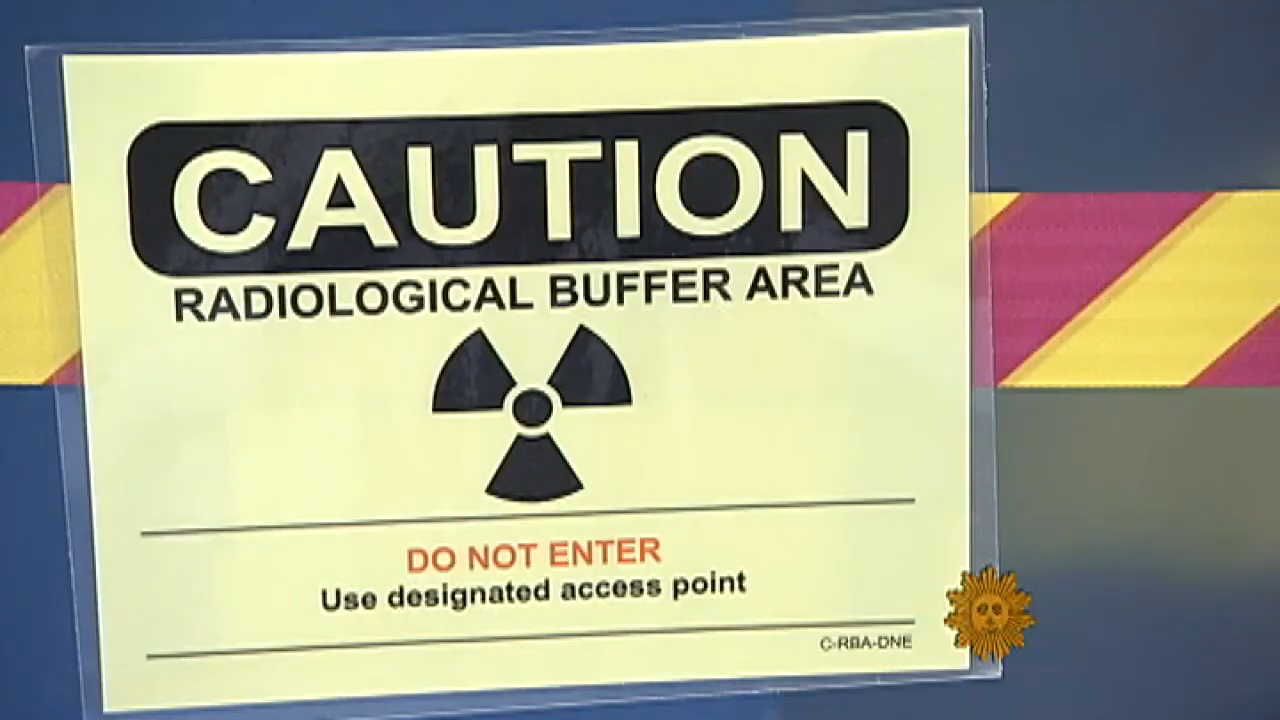 CAUTION
RADIOLOGICAL BUFFER AREA
DO NOT ENTER
Use designated access point
C-RBA-DNE